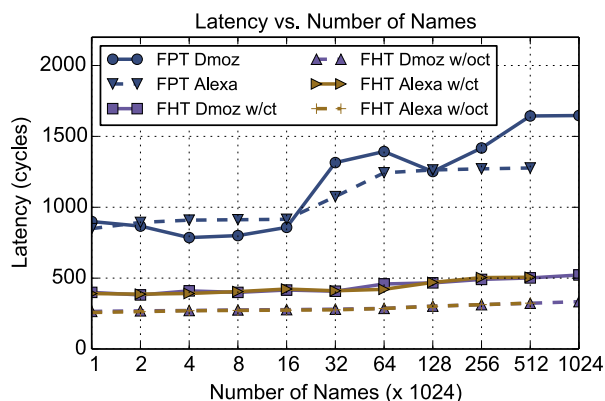 Latency vs. Number of Names
FPT Dmoz
FPT Alexa
FHT Dmoz w/ct
FHT Dmoz w/oct
FHT Alexa w/ct
FHT Alexa w/oct
Latency (cycles)
2000
1500
1000
500
0
1 2 4 8 16 32 64 128 256 512 1024
Number of Names (x 1024)